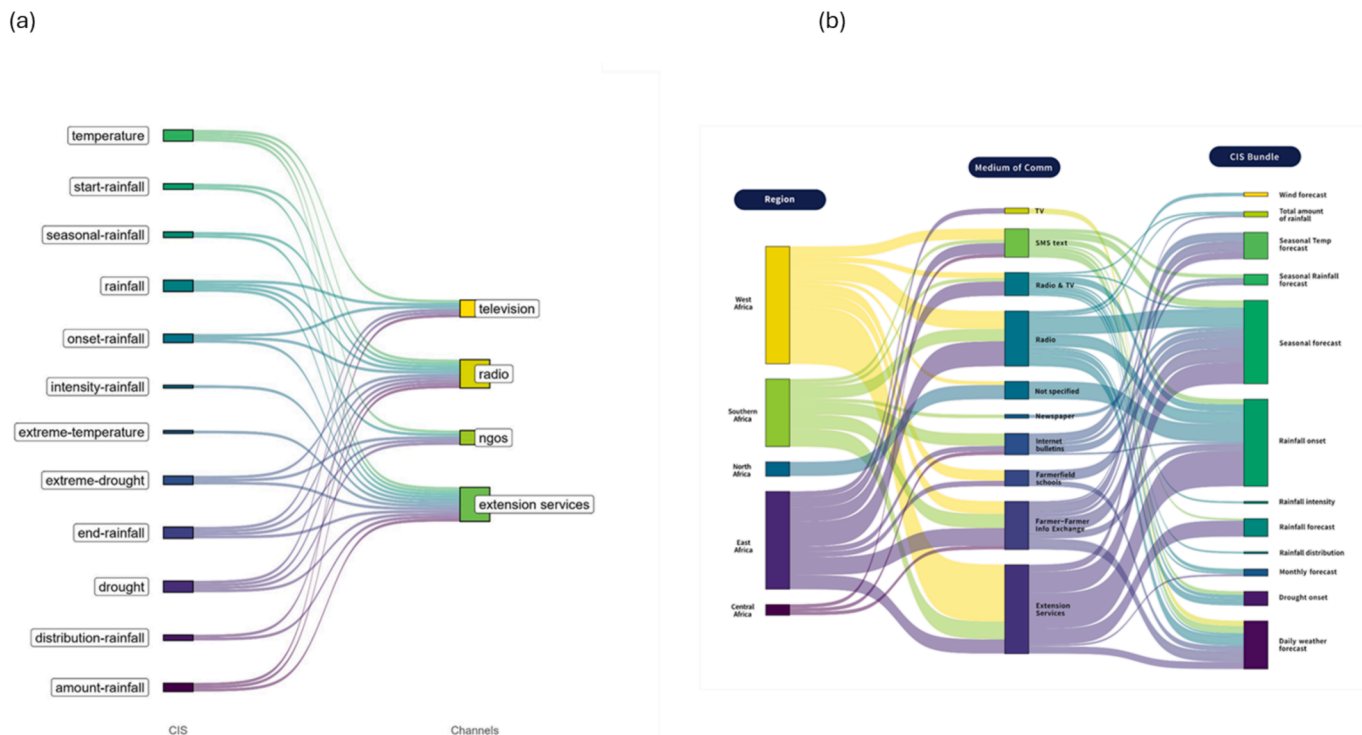 (a)
temperature
start-rainfall
seasonal-rainfall
rainfall
onset-rainfall
intensity-rainfall
extreme-temperature
extreme-drought
end-rainfall
drought
distribution-rainfall
amount-rainfall
CIS
television
radio
ngos
extension services
Channels
(b)
Region
West
Africa
Southern
Africa
North
Africa
East
Africa
Central
Africa
Medium of Comm
TV
SMS text
Radio & TV
Radio
Not specified
Newspaper
Internet
bulletins
Farmerfield
schools
Farmer-Farmer
Info Exchange
Extension
Services
CIS Bundle
Wind forecast
Total amount
of rainfall
Seasonal Temp
forecast
Seasonal Rainfall
forecast
Seasonal forecast
Rainfall onset
Rainfall intensity
Rainfall forecast
Rainfall distribution
Monthly forecast
Drought onset
Daily weather
forecast